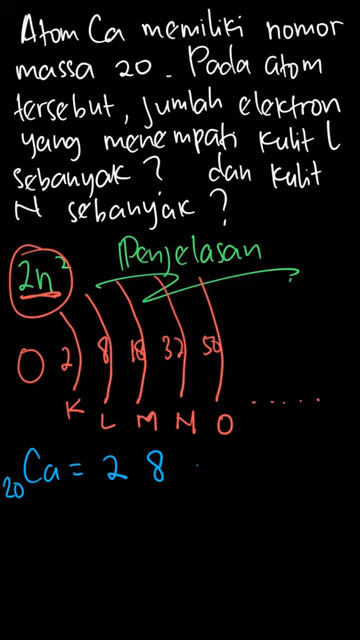 Atom Ca memiliki nomor
massa 20. Pada atom
tersebut, jumlah elektron
yang menempati kulit L
sebanyak? dan kulit
N sebanyak?
Penjelasan
2n²
2 8 18 32 50
K L M N O ......
₂₀Ca = 2 8